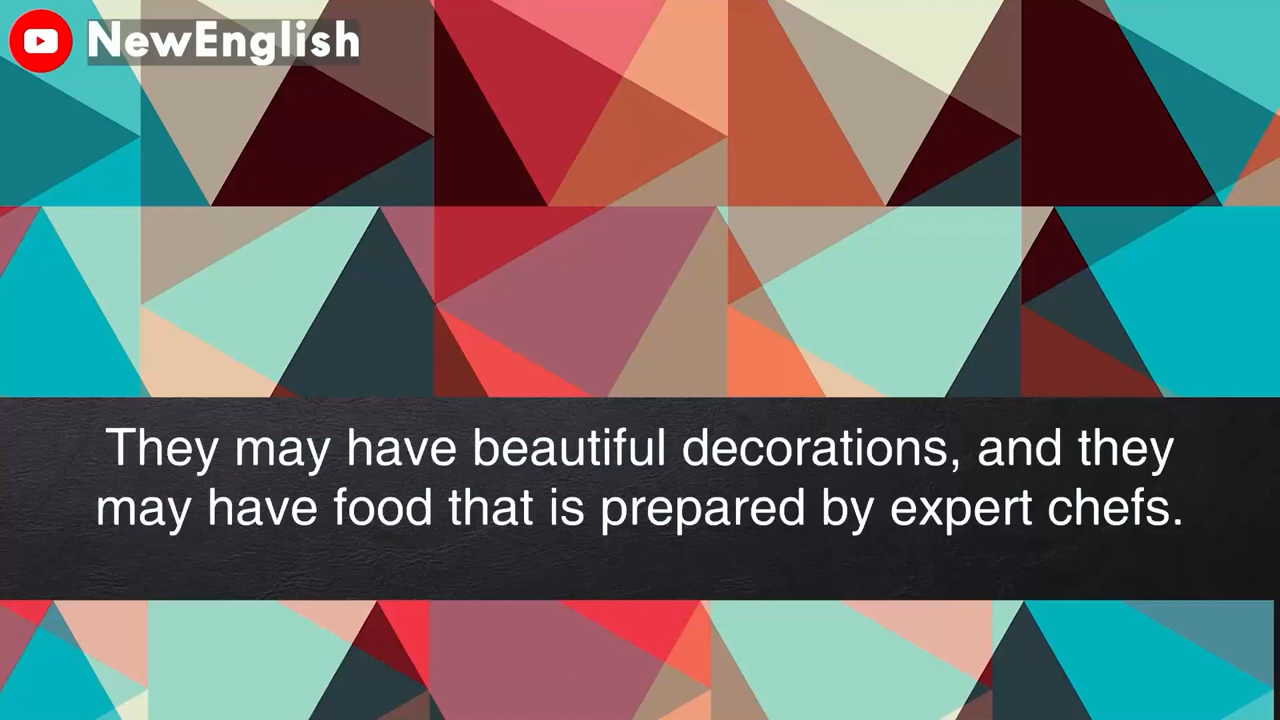 NewEnglish
They may have beautiful decorations, and they
may have food that is prepared by expert chefs.